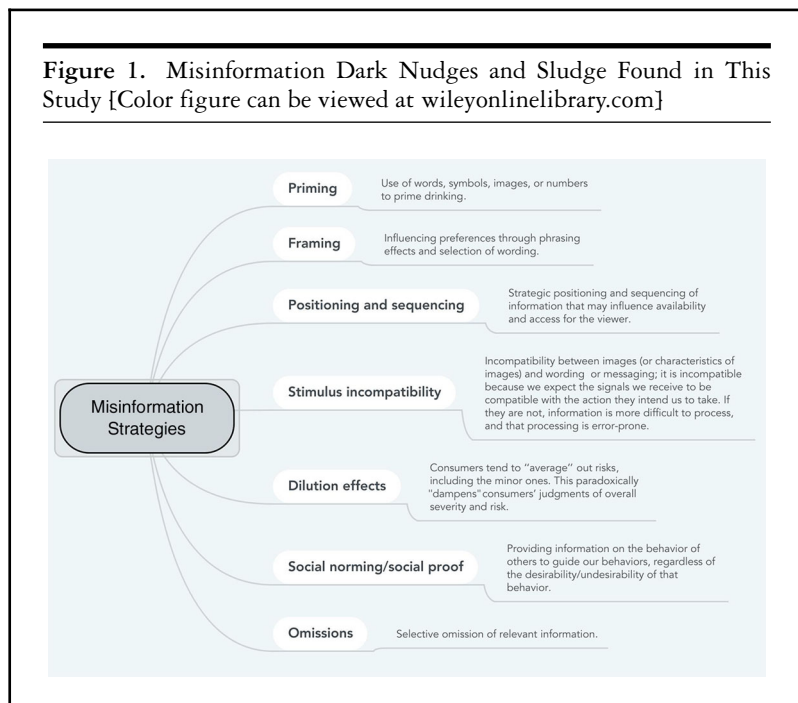 Figure 1. Misinformation Dark Nudges and Sludge Found in This
Study [Color figure can be viewed at wileyonlinelibrary.com]
Priming
Use of words, symbols, images, or numbers
to prime drinking.
Framing
Influencing preferences through phrasing
effects and selection of wording.
Positioning and sequencing
Strategic positioning and sequencing of
information that may influence availability
and access for the viewer.
Stimulus incompatibility
Incompatibility between images (or characteristics of
images) and wording or messaging; it is incompatible
because we expect the signals we receive to be
compatible with the action they intend us to take. If
they are not, information is more difficult to process,
and that processing is error-prone.
Misinformation
Strategies
Dilution effects
Consumers tend to “average” out risks,
including the minor ones. This paradoxically
"dampens"consumers’ judgments of overall
severity and risk.
Social norming/social proof
Providing information on the behavior of
others to guide our behaviors, regardless of
the desirability/undesirability of that
behavior.
Omissions
Selective omission of relevant information.